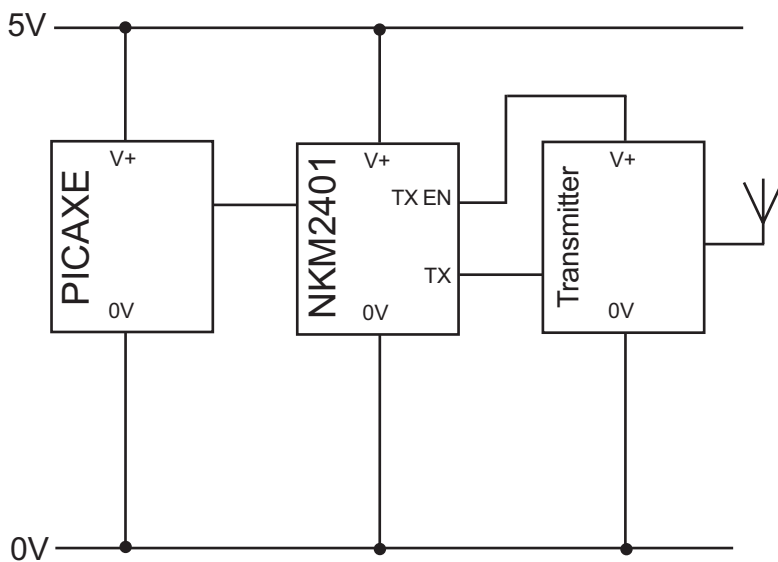 5V
V+
PICAXE
0V
V+
NKM2401
TX EN
TX
0V
V+
Transmitter
0V
0V